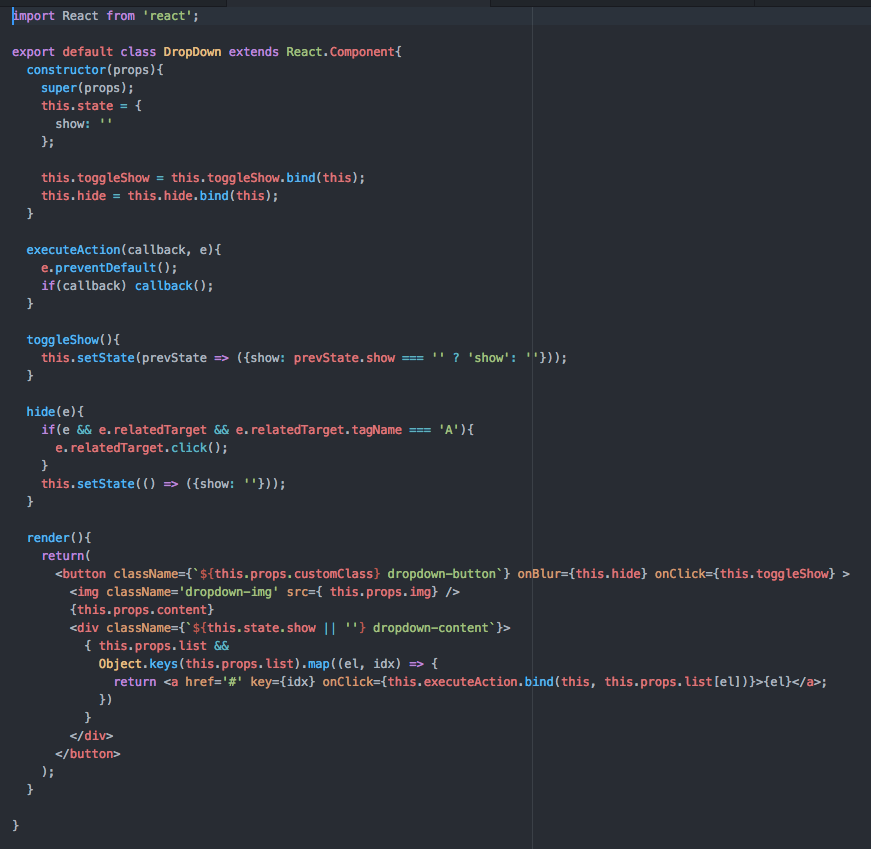 import React from 'react';
export default class DropDown extends React.Component{
constructor(props){
super(props);
this.state = {
show: ''
};
this.toggleShow = this.toggleShow.bind(this);
this.hide = this.hide.bind(this);
}
executeAction(callback, e){
e.preventDefault();
if(callback) callback();
}
toggleShow(){
this.setState(prevState => ({show: prevState.show === '' ? 'show': ''}));
}
hide(e){
if(e && e.relatedTarget && e.relatedTarget.tagName === 'A'){
e.relatedTarget.click();
}
this.setState(() => ({show: ''}));
}
render(){
return(
<button className={`${this.props.customClass} dropdown-button`} onBlur={this.hide} onClick={this.toggleShow} >
<img className='dropdown-img' src={ this.props.img} />
{this.props.content}
<div className={`${this.state.show || ''} dropdown-content`}>
{ this.props.list &&
Object.keys(this.props.list).map((el, idx) => {
return <a href='#' key={idx} onClick={this.executeAction.bind(this, this.props.list[el])}>{el}</a>;
})
}
</div>
</button>
);
}
}